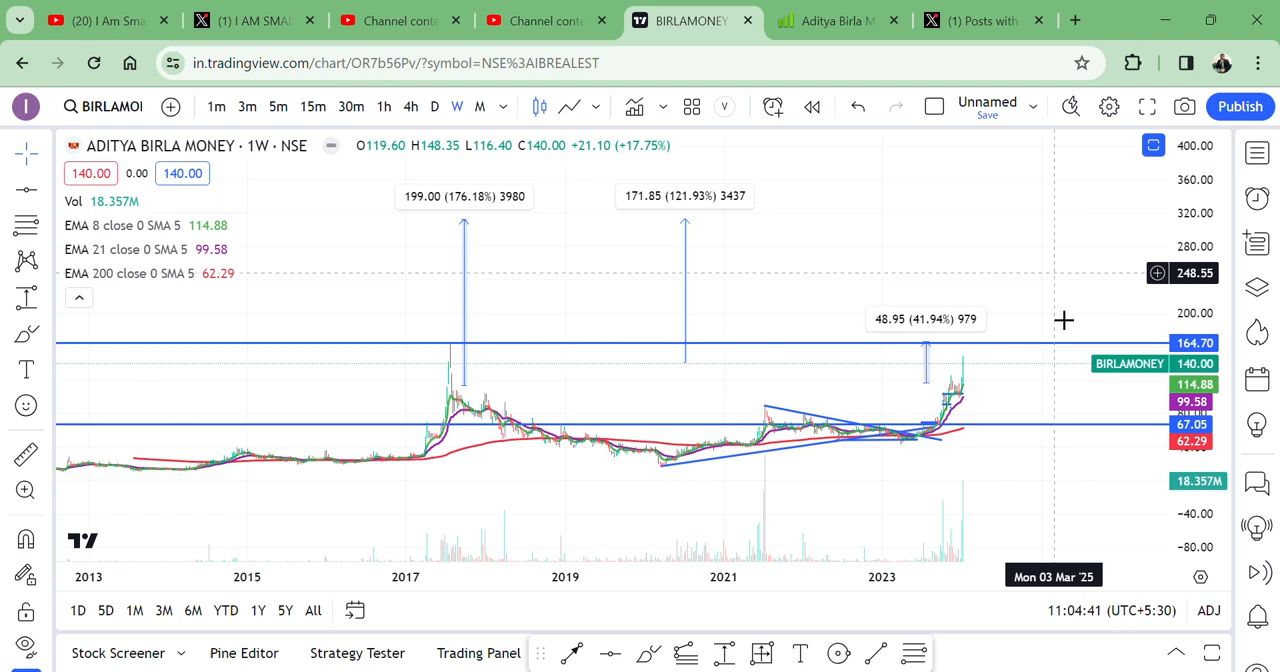 (20) I Am Sma
(1) I AM SMAL
Channel conte
Channel conte
BIRLAMONEY
Aditya Birla M
(1) Posts with
in.tradingview.com/chart/OR7b56Pv/?symbol=NSE%3AIBREALEST
I
BIRLAMOI
1m 3m 5m 15m 30m 1h 4h D W M
V
Unnamed
Save
Publish
ADITYA BIRLA MONEY · 1W · NSE
O119.60 H148.35 L116.40 C140.00 +21.10 (+17.75%)
140.00 0.00 140.00
Vol 18.357M
EMA 8 close 0 SMA 5 114.88
EMA 21 close 0 SMA 5 99.58
EMA 200 close 0 SMA 5 62.29
199.00 (176.18%) 3980
171.85 (121.93%) 3437
48.95 (41.94%) 979
400.00
360.00
320.00
280.00
248.55
200.00
164.70
BIRLAMONEY 140.00
114.88
99.58
67.05
62.29
18.357M
−40.00
−80.00
2013 2015 2017 2019 2021 2023
Mon 03 Mar '25
1D 5D 1M 3M 6M YTD 1Y 5Y All
11:04:41 (UTC+5:30) ADJ
Stock Screener Pine Editor Strategy Tester Trading Panel